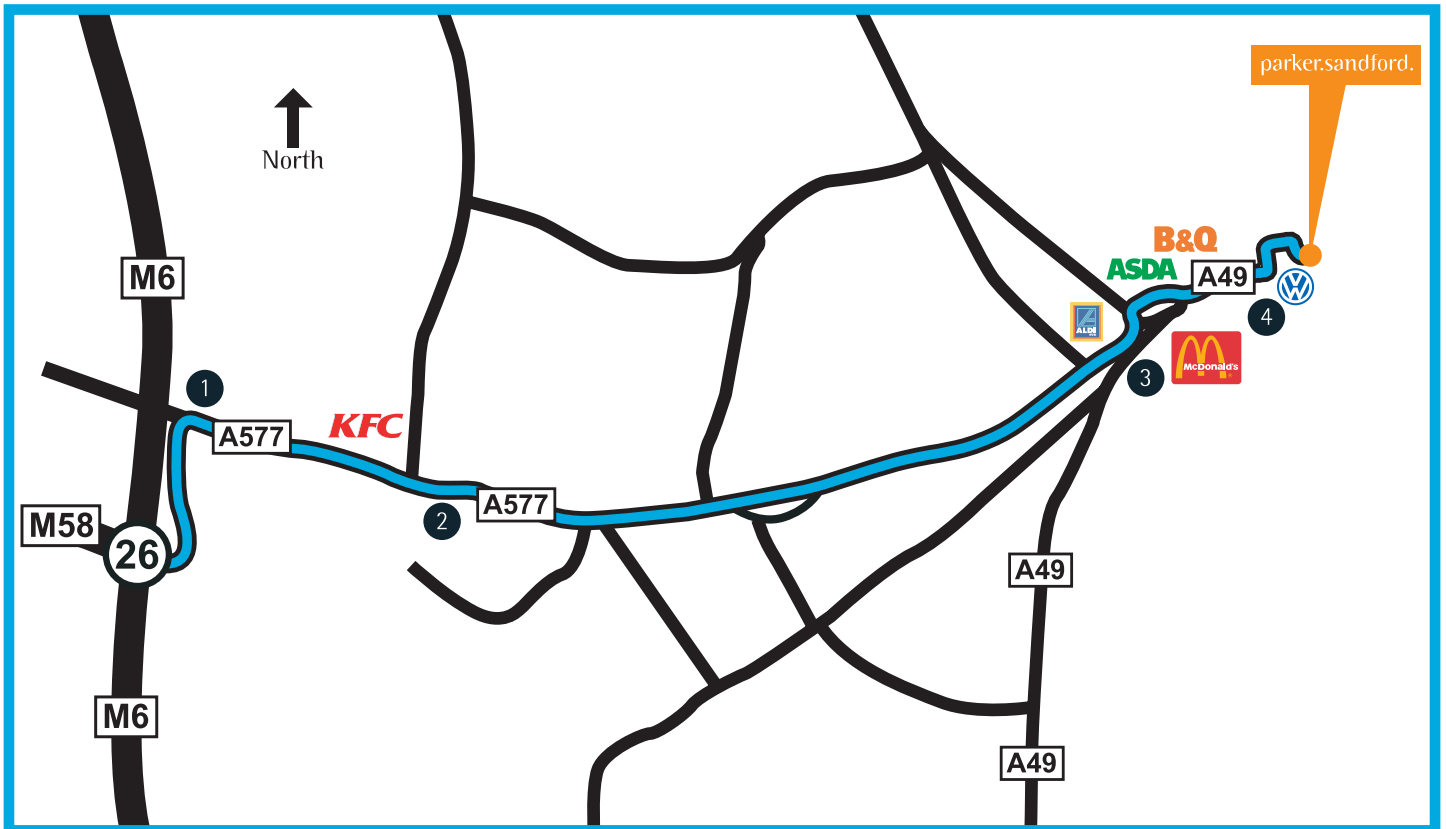 parker.sandford.
North
B&Q
ASDA
A49
M6
4
ALDI
McDonald's
3
1
KFC
A577
A577
2
M58
26
A49
M6
A49